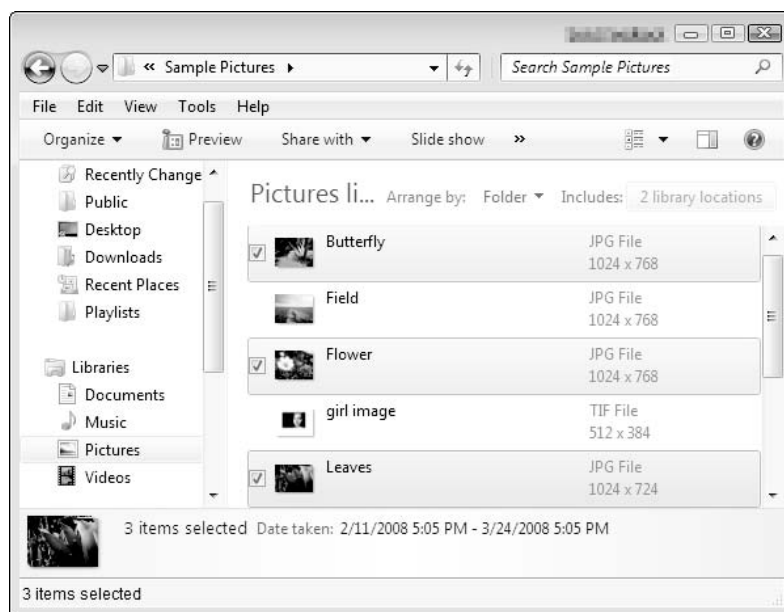 « Sample Pictures
Search Sample Pictures
File Edit View Tools Help
Organize Preview Share with Slide show »
Recently Change
Public
Desktop
Downloads
Recent Places
Playlists
Libraries
Documents
Music
Pictures
Videos
Pictures li... Arrange by: Folder Includes: 2 library locations
Butterfly JPG File
1024 x 768
Field JPG File
1024 x 768
Flower JPG File
1024 x 768
girl image TIF File
512 x 384
Leaves JPG File
1024 x 724
3 items selected Date taken: 2/11/2008 5:05 PM - 3/24/2008 5:05 PM
3 items selected